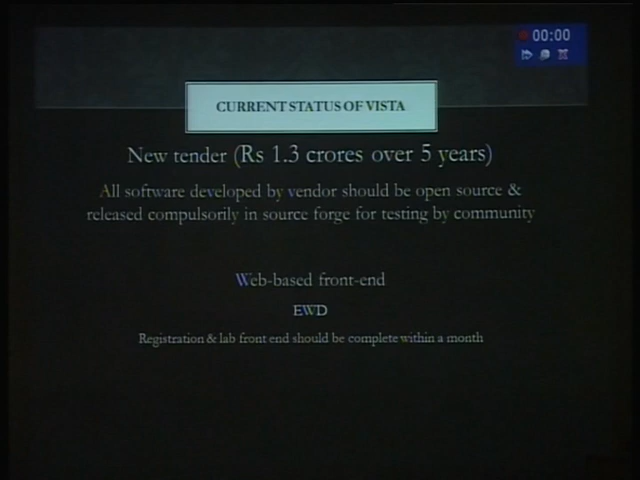 00:00
CURRENT STATUS OF VISTA
New tender (Rs 1.3 crores over 5 years)
All software developed by vendor should be open source &
released compulsorily in source forge for testing by community
Web-based front-end
EWD
Registration & lab front end should be complete within a month